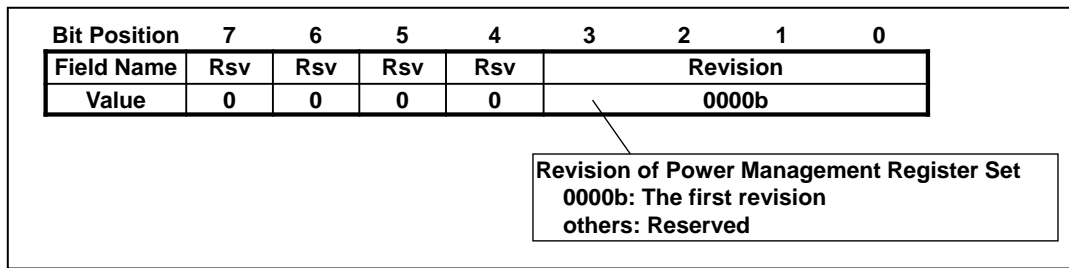 Bit Position 7 6 5 4 3 2 1 0
Field Name Rsv Rsv Rsv Rsv Revision
Value 0 0 0 0 0000b
Revision of Power Management Register Set
0000b: The first revision
others: Reserved